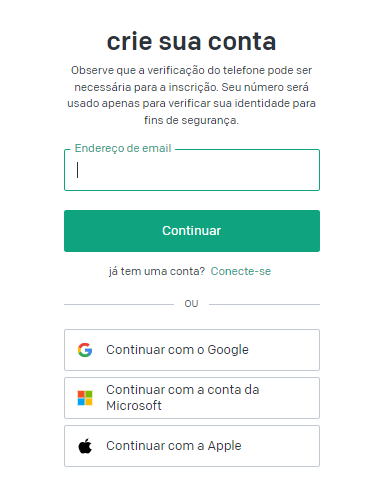 crie sua conta
Observe que a verificação do telefone pode ser
necessária para a inscrição. Seu número será
usado apenas para verificar sua identidade para
fins de segurança.
Endereço de email
Continuar
já tem uma conta? Conecte-se
OU
Continuar com o Google
Continuar com a conta da
Microsoft
Continuar com a Apple